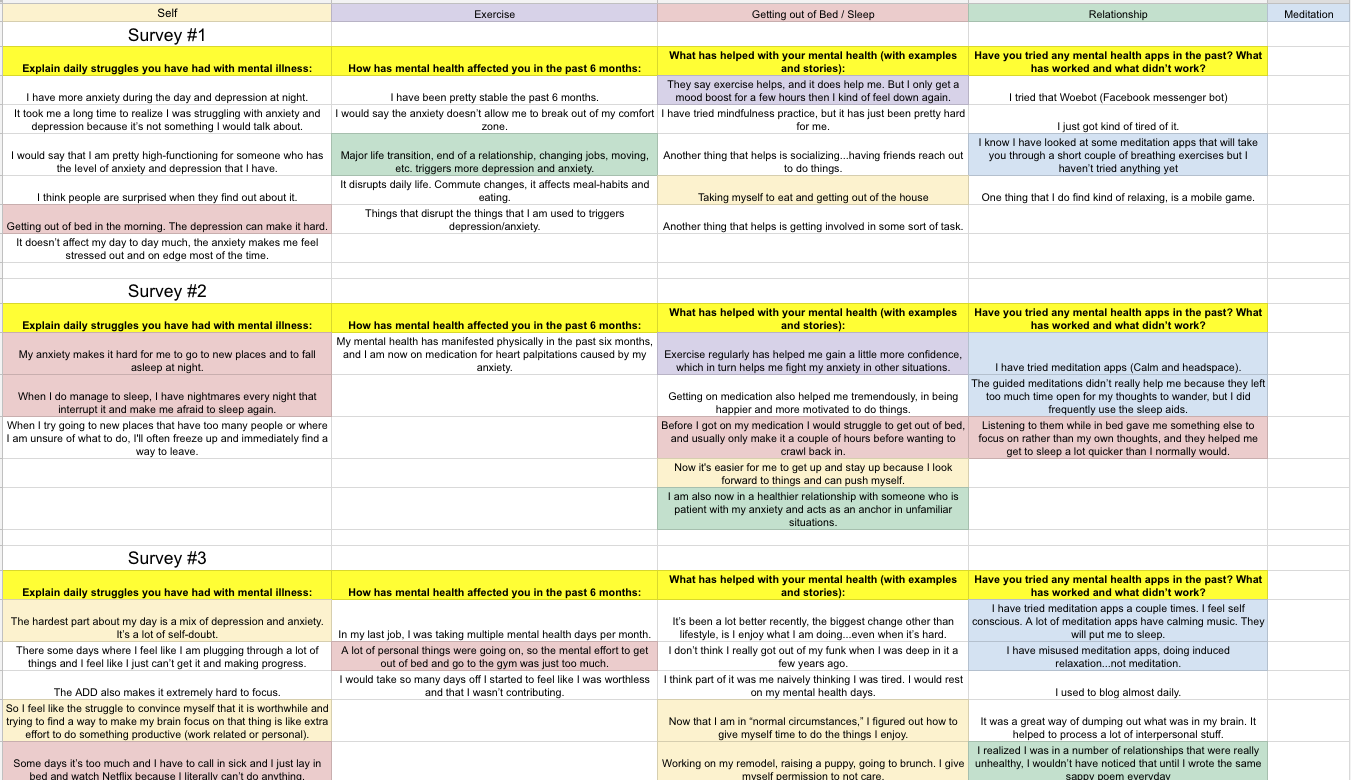 Self
Exercise
Getting out of Bed / Sleep
Relationship
Meditation
Survey #1
Explain daily struggles you have had with mental illness:
How has mental health affected you in the past 6 months:
What has helped with your mental health (with examples
and stories):
Have you tried any mental health apps in the past? What
has worked and what didn't work?
I have more anxiety during the day and depression at night.
I have been pretty stable the past 6 months.
They say exercise helps, and it does help me. But I only get a
mood boost for a few hours then I kind of feel down again.
I tried that Woebot (Facebook messenger bot)
It took me a long time to realize I was struggling with anxiety and
depression because it's not something I would talk about.
I would say the anxiety doesn't allow me to break out of my comfort
zone.
I have tried mindfulness practice, but it has just been pretty hard
for me.
I just got kind of tired of it.
I would say that I am pretty high-functioning for someone who has
the level of anxiety and depression that I have.
Major life transition, end of a relationship, changing jobs, moving,
etc. triggers more depression and anxiety.
Another thing that helps is socializing...having friends reach out
to do things.
I know I have looked at some meditation apps that will take
you through a short couple of breathing exercises but I
haven't tried anything yet
I think people are surprised when they find out about it.
It disrupts daily life. Commute changes, it affects meal-habits and
eating.
Taking myself to eat and getting out of the house
One thing that I do find kind of relaxing, is a mobile game.
Getting out of bed in the morning. The depression can make it hard.
Things that disrupt the things that I am used to triggers
depression/anxiety.
Another thing that helps is getting involved in some sort of task.
It doesn't affect my day to day much, the anxiety makes me feel
stressed out and on edge most of the time.
Survey #2
Explain daily struggles you have had with mental illness:
How has mental health affected you in the past 6 months:
What has helped with your mental health (with examples
and stories):
Have you tried any mental health apps in the past? What
has worked and what didn't work?
My anxiety makes it hard for me to go to new places and to fall
asleep at night.
My mental health has manifested physically in the past six months,
and I am now on medication for heart palpitations caused by my
anxiety.
Exercise regularly has helped me gain a little more confidence,
which in turn helps me fight my anxiety in other situations.
I have tried meditation apps (Calm and headspace).
When I do manage to sleep, I have nightmares every night that
interrupt it and make me afraid to sleep again.
Getting on medication also helped me tremendously, in being
happier and more motivated to do things.
The guided meditations didn't really help me because they left
too much time open for my thoughts to wander, but I did
frequently use the sleep aids.
When I try going to new places that have too many people or where
I am unsure of what to do, I'll often freeze up and immediately find a
way to leave.
Before I got on my medication I would struggle to get out of bed,
and usually only make it a couple of hours before wanting to
crawl back in.
Listening to them while in bed gave me something else to
focus on rather than my own thoughts, and they helped me
get to sleep a lot quicker than I normally would.
Now it's easier for me to get up and stay up because I look
forward to things and can push myself.
I am also now in a healthier relationship with someone who is
patient with my anxiety and acts as an anchor in unfamiliar
situations.
Survey #3
Explain daily struggles you have had with mental illness:
How has mental health affected you in the past 6 months:
What has helped with your mental health (with examples
and stories):
Have you tried any mental health apps in the past? What
has worked and what didn't work?
The hardest part about my day is a mix of depression and anxiety.
It's a lot of self-doubt.
In my last job, I was taking multiple mental health days per month.
It's been a lot better recently, the biggest change other than
lifestyle, is I enjoy what I am doing...even when it's hard.
I have tried meditation apps a couple times. I feel self
conscious. A lot of meditation apps have calming music. They
will put me to sleep.
There some days where I feel like I am plugging through a lot of
things and I feel like I just can't get it and making progress.
A lot of personal things were going on, so the mental effort to get
out of bed and go to the gym was just too much.
I don't think I really got out of my funk when I was deep in it a
few years ago.
I have misused meditation apps, doing induced
relaxation...not meditation.
The ADD also makes it extremely hard to focus.
I would take so many days off I started to feel like I was worthless
and that I wasn't contributing.
I think part of it was me naively thinking I was tired. I would rest
on my mental health days.
I used to blog almost daily.
So I feel like the struggle to convince myself that it is worthwhile and
trying to find a way to make my brain focus on that thing is like extra
effort to do something productive (work related or personal).
Now that I am in “normal circumstances,” I figured out how to
give myself time to do the things I enjoy.
It was a great way of dumping out what was in my brain. It
helped to process a lot of interpersonal stuff.
Some days it's too much and I have to call in sick and I just lay in
bed and watch Netflix because I literally can't do anything.
Working on my remodel, raising a puppy, going to brunch. I give
myself permission to not care.
I realized I was in a number of relationships that were really
unhealthy, I wouldn't have noticed that until I wrote the same
sappy poem everyday